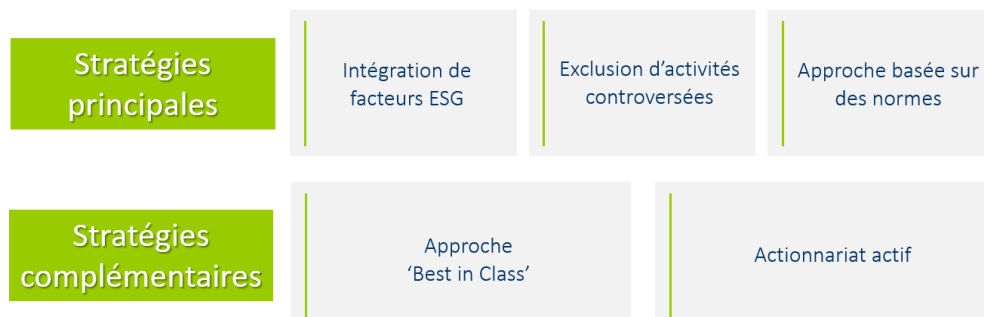 Stratégies
principales
Intégration de
facteurs ESG
Exclusion d'activités
controversées
Approche basée sur
des normes
Stratégies
complémentaires
Approche
‘Best in Class’
Actionnariat actif